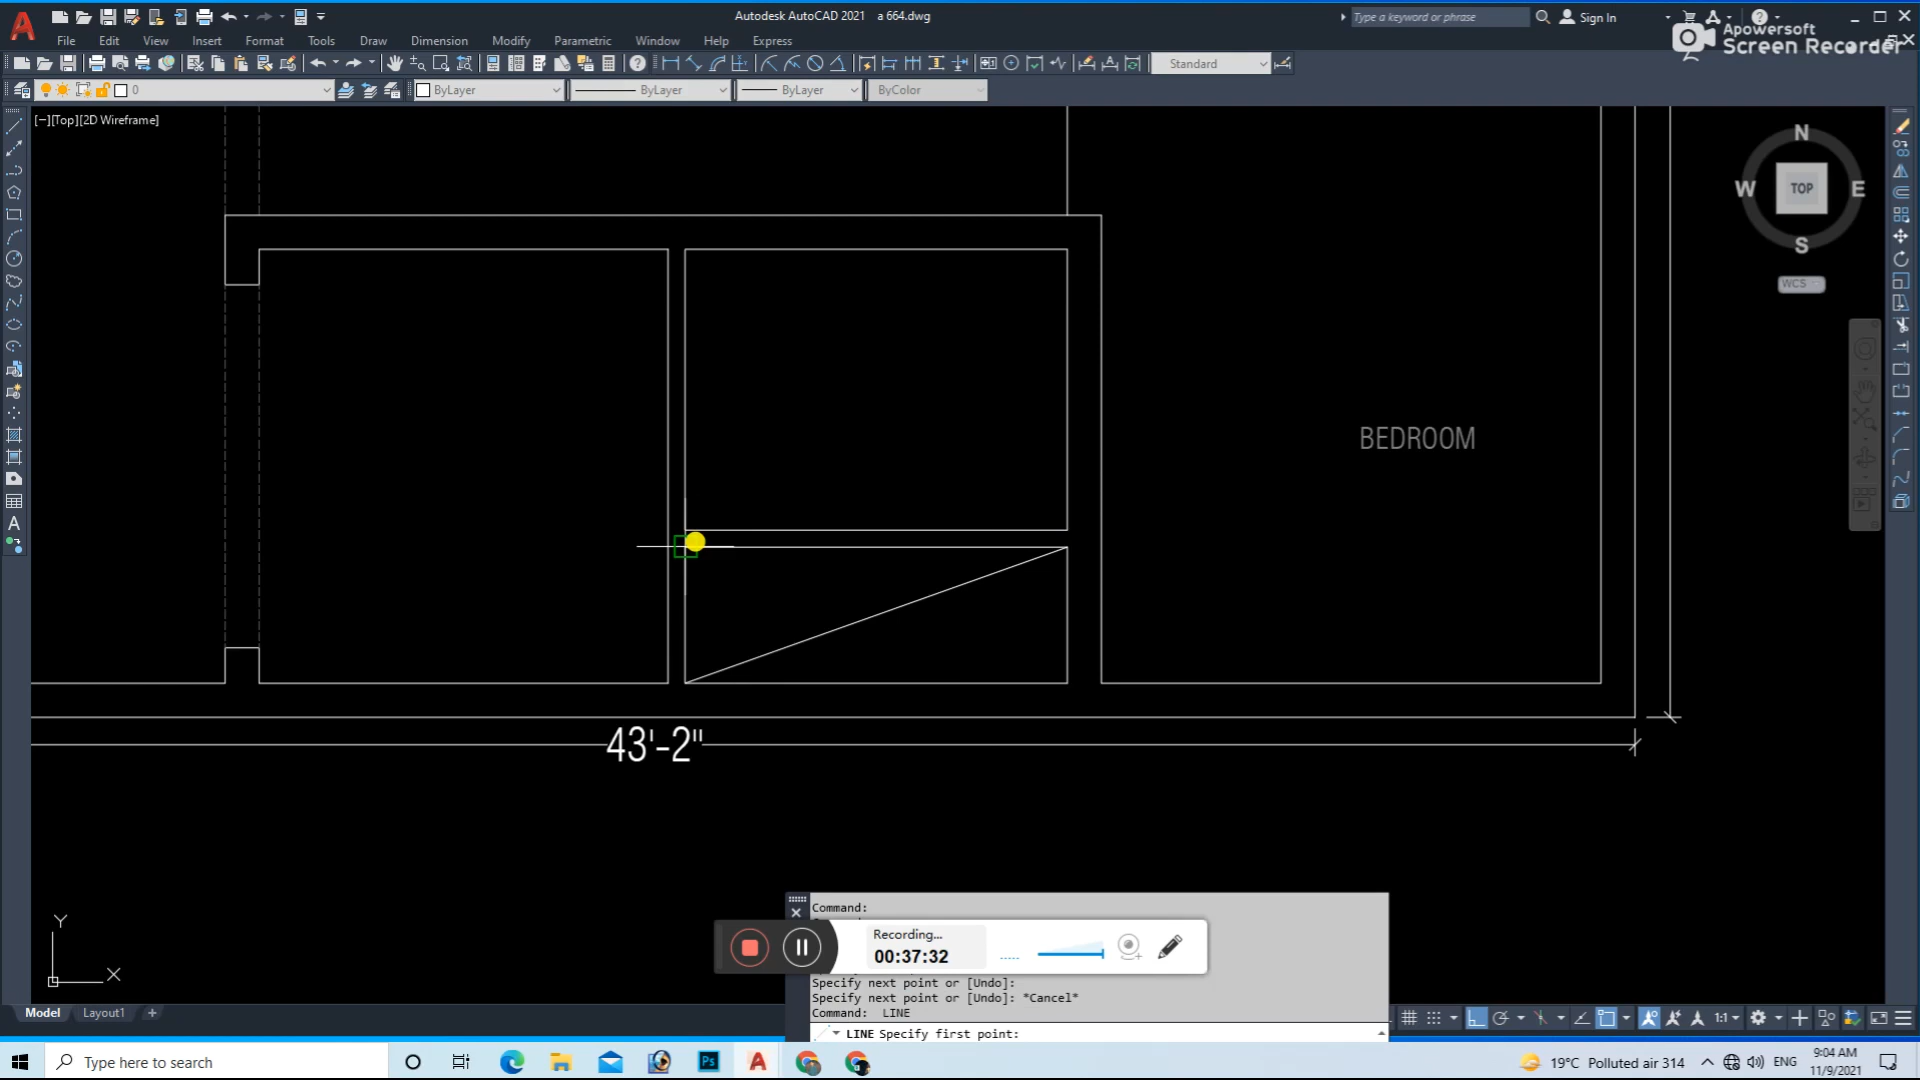 Autodesk AutoCAD 2021 a 664.dwg
Type a keyword or phrase
Sign In
Apowersoft
Screen Recorder
File Edit View Insert Format Tools Draw Dimension Modify Parametric Window Help Express
Standard
0
ByLayer
ByLayer
ByLayer
ByColor
[−][Top][2D Wireframe]
N
W
TOP
E
S
WCS
BEDROOM
43'-2"
Y
X
Command:
Recording...
00:37:32
Specify next point or [Undo]:
Specify next point or [Undo]: *Cancel*
Command: LINE
LINE Specify first point:
Model Layout1 +
1:1
Type here to search
Ps
19°C Polluted air 314
ENG
9:04 AM
11/9/2021